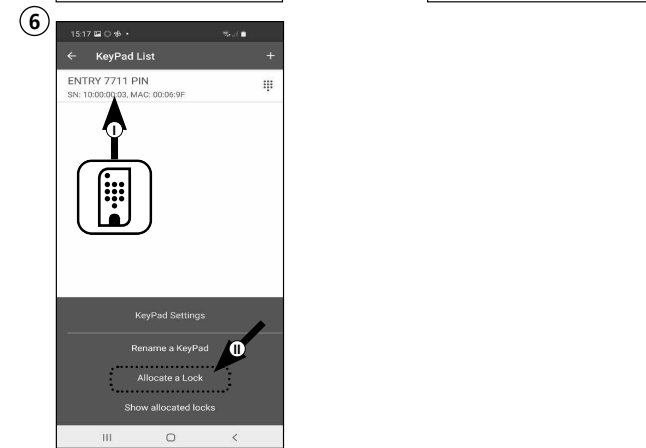 6
15:17
KeyPad List +
ENTRY 7711 PIN
SN: 10:00:00:03, MAC: 00:06:9F
I
KeyPad Settings
Rename a KeyPad
II
Allocate a Lock
Show allocated locks